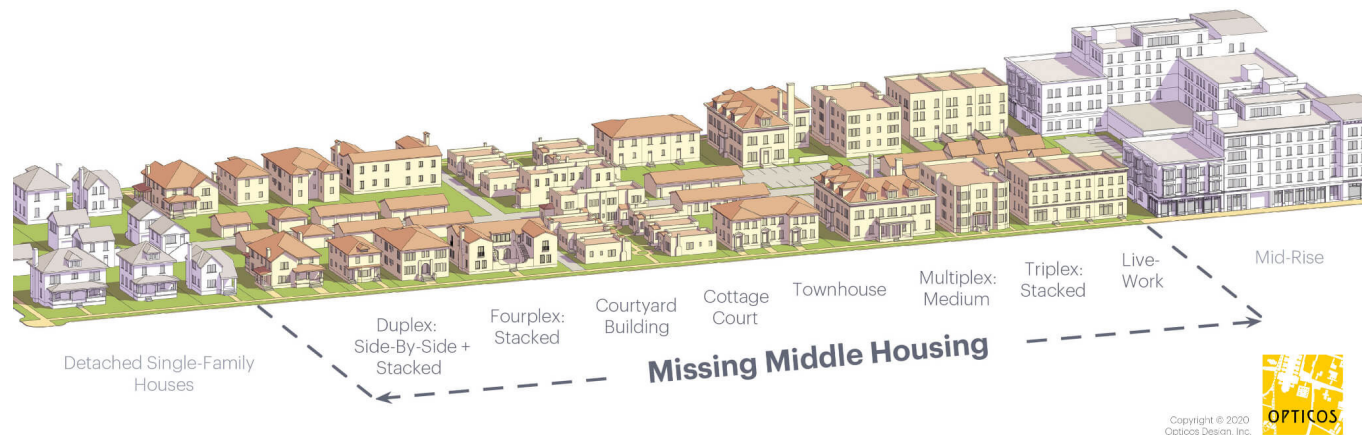 Detached Single-Family
Houses
Duplex:
Side-By-Side +
Stacked
Fourplex:
Stacked
Courtyard
Building
Cottage
Court
Townhouse
Multiplex:
Medium
Triplex:
Stacked
Live-
Work
Mid-Rise
Missing Middle Housing
Copyright © 2020
Opticos Design, Inc.
OPTICOS